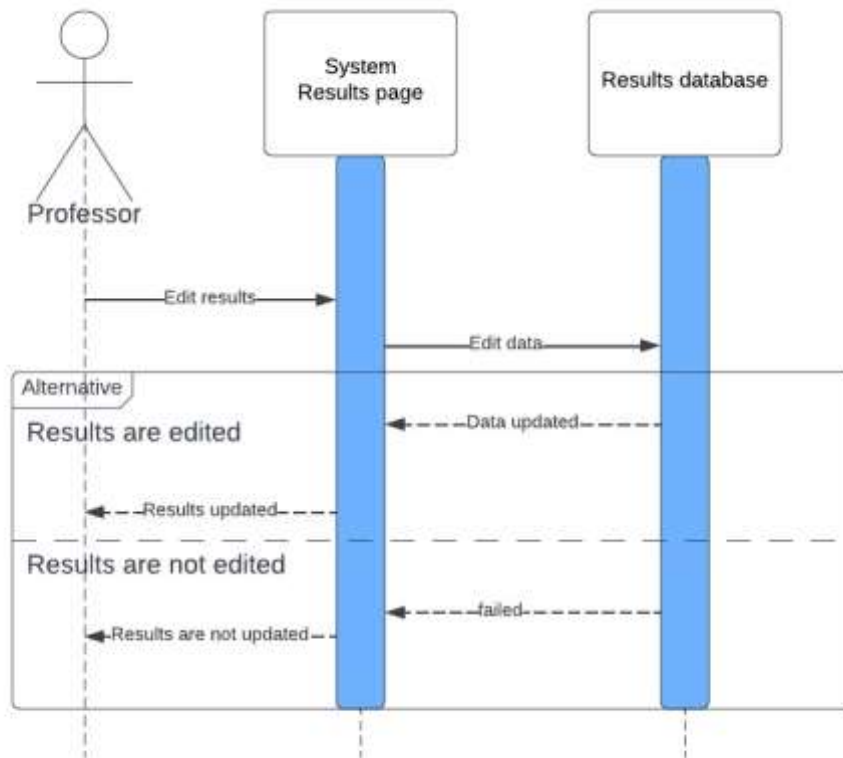 System
Results page
Results database
Professor
Edit results
Edit data
Alternative
Results are edited
Data updated
Results updated
Results are not edited
failed
Results are not updated